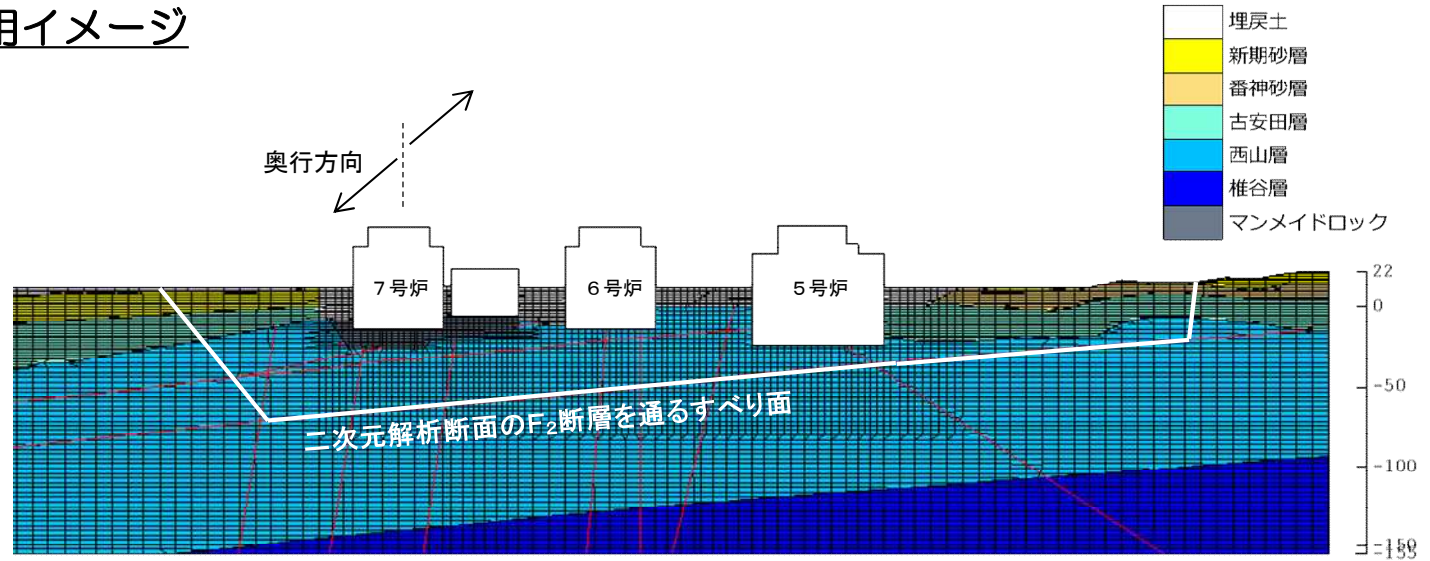 用イメージ
埋戻土
新期砂層
番神砂層
古安田層
西山層
椎谷層
マンメイドロック
奥行方向
7号炉
6号炉
5号炉
二次元解析断面のF₂断層を通るすべり面
22
0
-50
-100
-150
-155